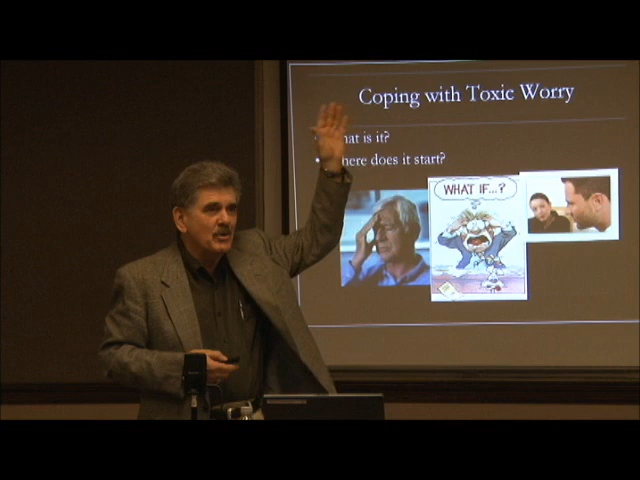 Coping with Toxic Worry
hat is it?
here does it start?
WHAT IF...?